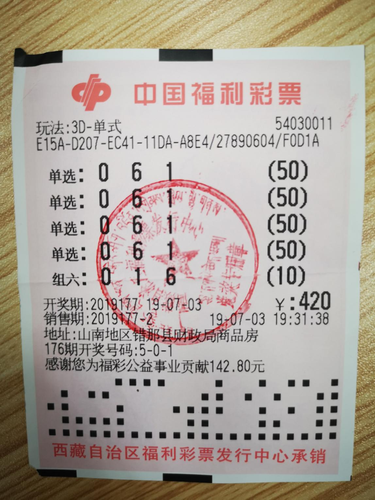 中国福利彩票
玩法:3D-单式 54030011
E15A-D207-EC41-11DA-A8E4/27890604/F0D1A
单选: 0 6 1 (50)
单选: 0 6 1 (50)
单选: 0 6 1 (50)
单选: 0 6 1 (50)
组六: 0 1 6 (10)
开奖期:2019177 19-07-03 ¥:420
销售期:2019177-2 19-07-03 19:31:38
地址:山南地区错那县财政局商品房
176期开奖号码:5-0-1
感谢您为福彩公益事业贡献142.80元
西藏自治区福利彩票发行中心承销